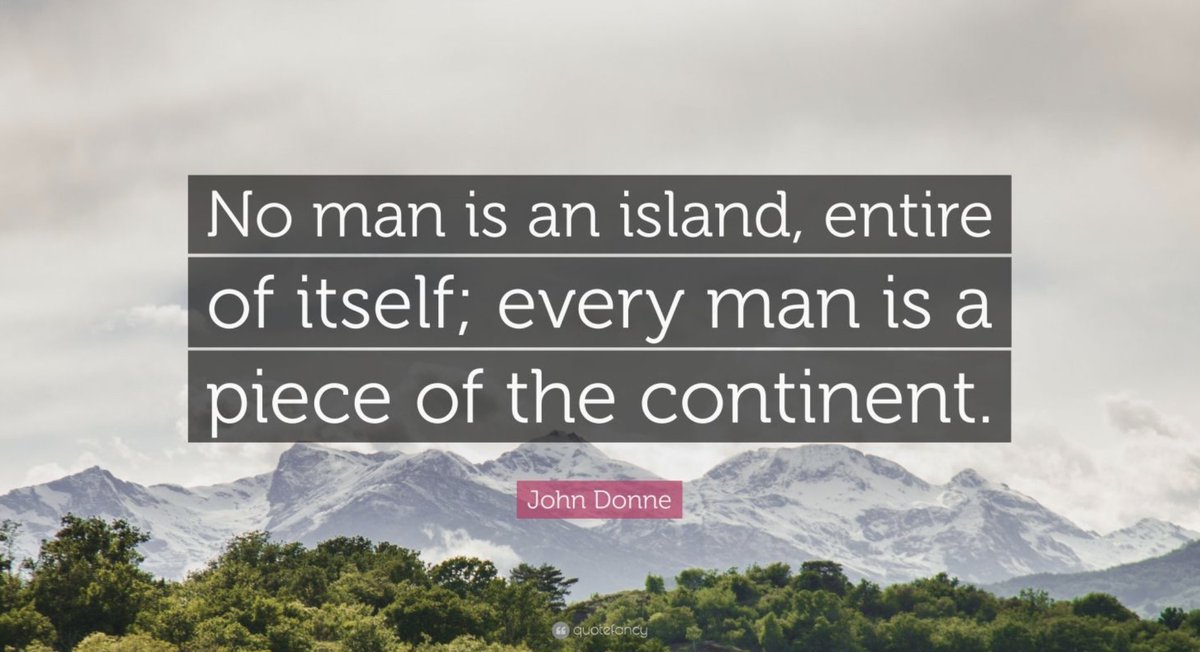 No man is an island, entire
of itself; every man is a
piece of the continent.
John Donne
quotefancy